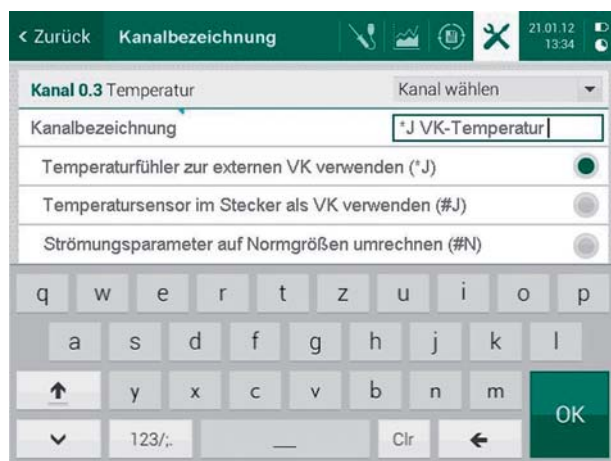 < Zurück Kanalbezeichnung 21.01.12
13:34
Kanal 0.3 Temperatur Kanal wählen
Kanalbezeichnung *J VK-Temperatur
Temperaturfühler zur externen VK verwenden (*J)
Temperatursensor im Stecker als VK verwenden (#J)
Strömungsparameter auf Normgrößen umrechnen (#N)
q w e r t z u i o p
a s d f g h j k l
y x c v b n m OK
123/;. Clr